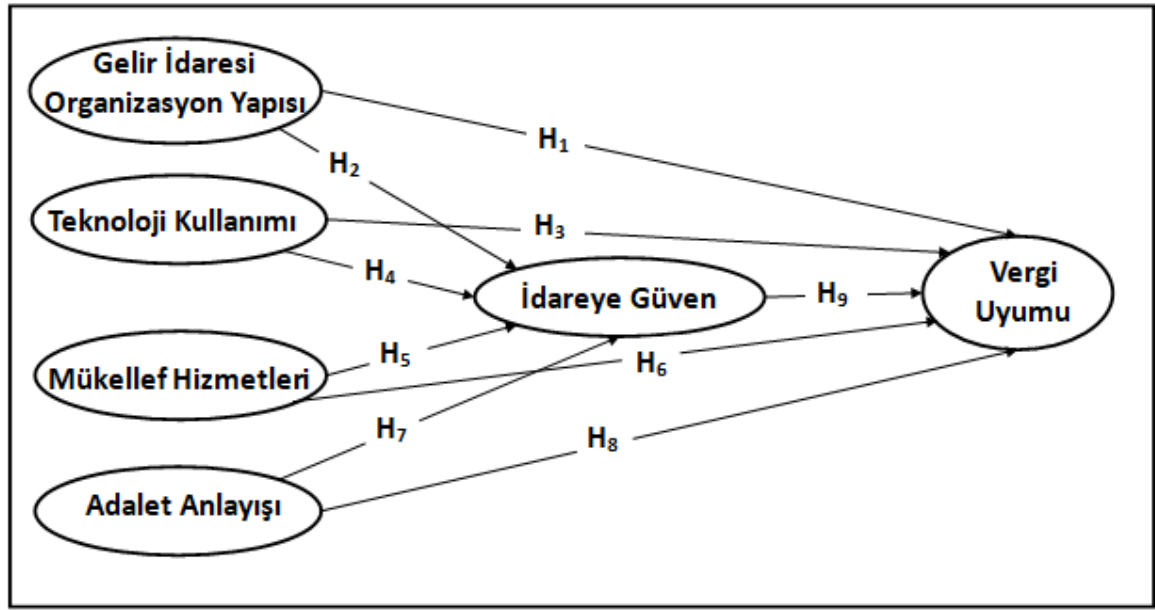 Gelir İdaresi
Organizasyon Yapısı
H₁
H₂
Teknoloji Kullanımı
H₃
H₄
İdareye Güven
H₉
Vergi
Uyumu
Mükellef Hizmetleri
H₅
H₆
H₇
Adalet Anlayışı
H₈